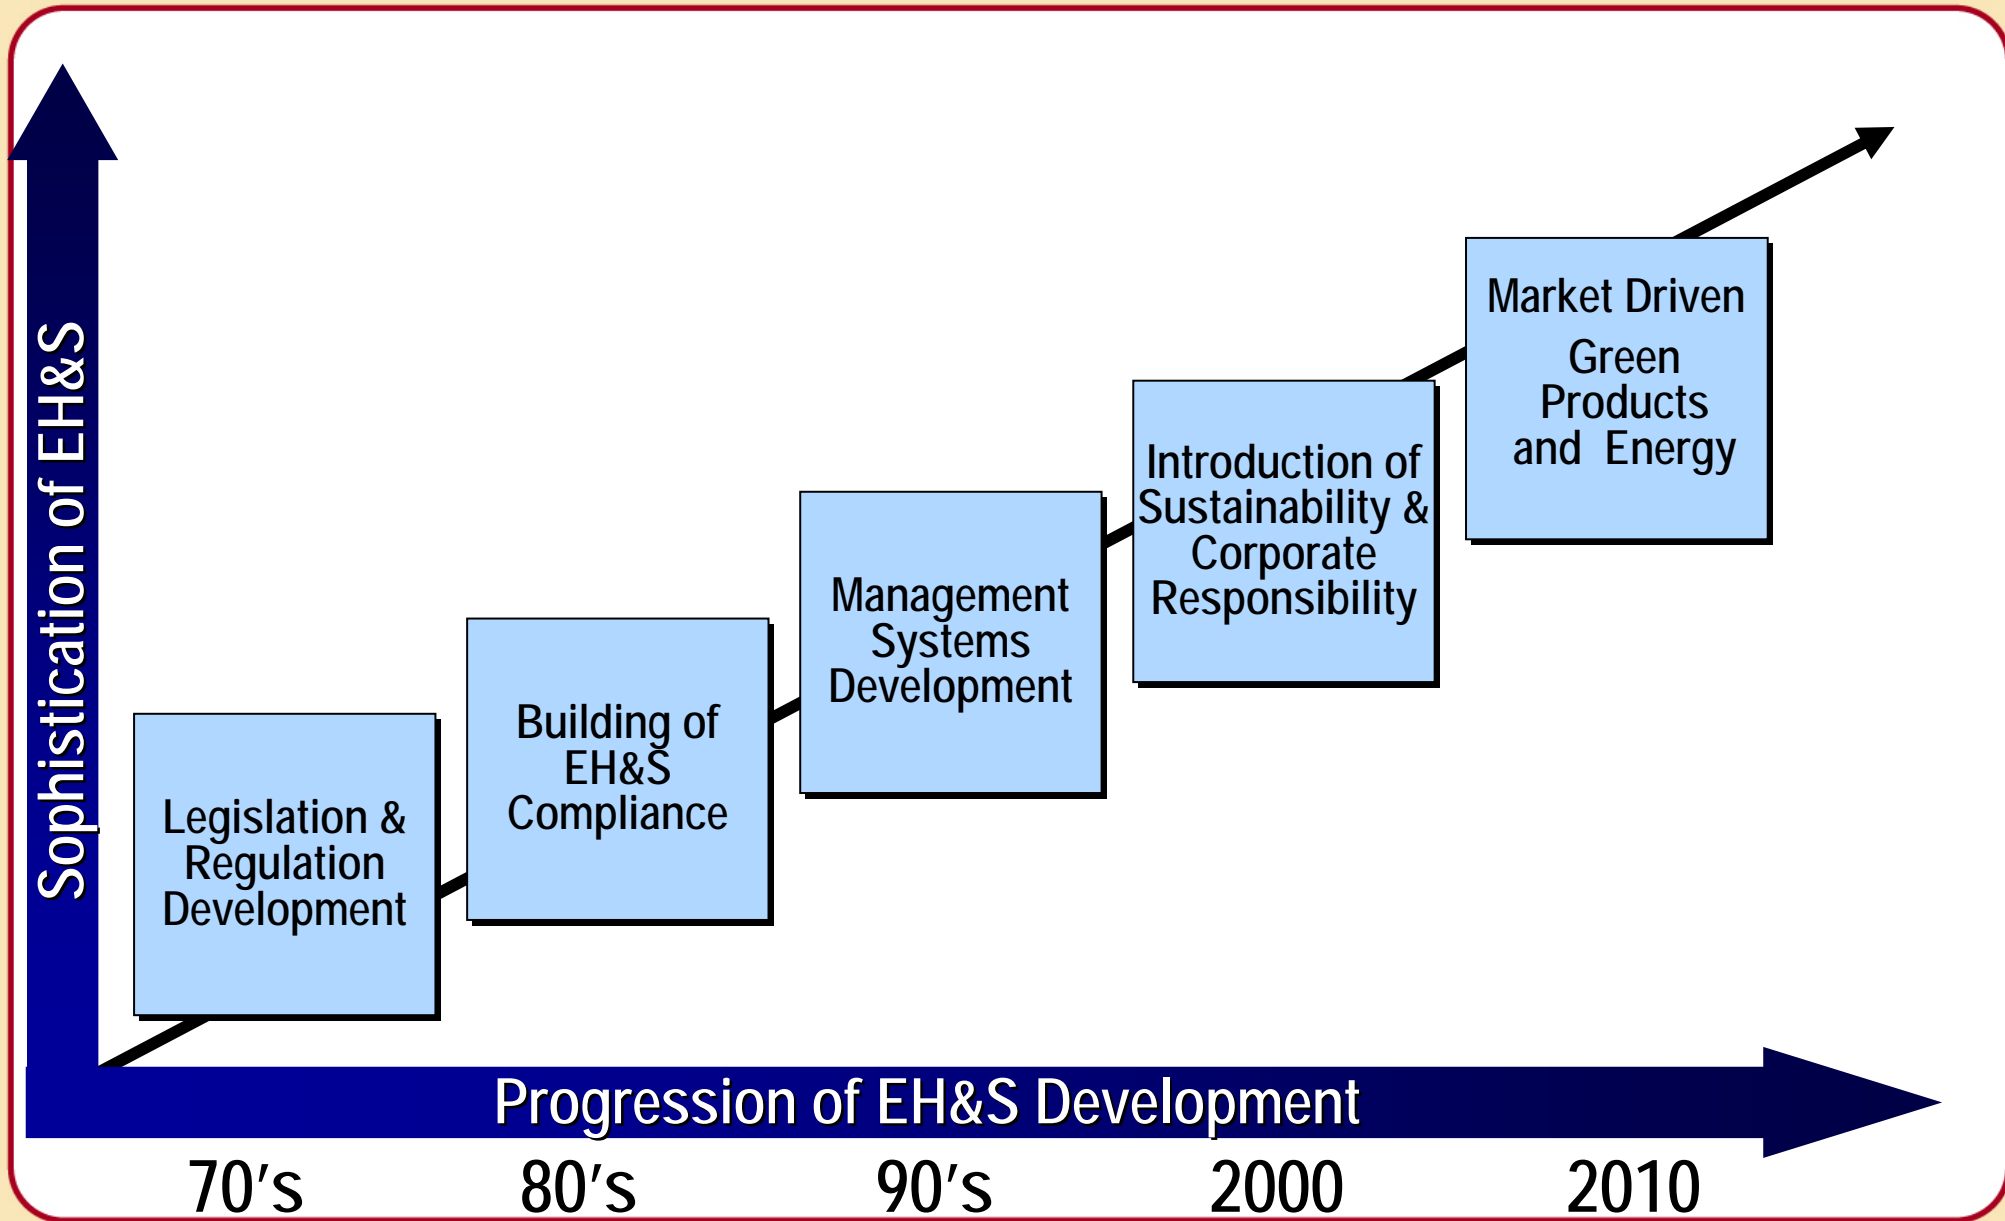 Sophistication of EH&S
Market Driven
Green
Products
and Energy
Introduction of
Sustainability &
Corporate
Responsibility
Management
Systems
Development
Building of
EH&S
Compliance
Legislation &
Regulation
Development
Progression of EH&S Development
70's
80's
90's
2000
2010